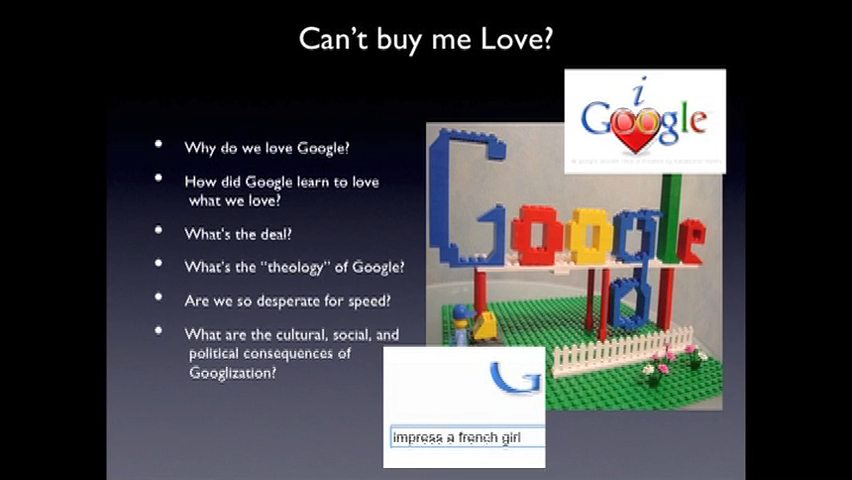 Can't buy me Love?
i
Google
Why do we love Google?
How did Google learn to love
what we love?
What's the deal?
What's the "theology" of Google?
Are we so desperate for speed?
What are the cultural, social, and
political consequences of
Googlization?
Google
G
impress a french girl